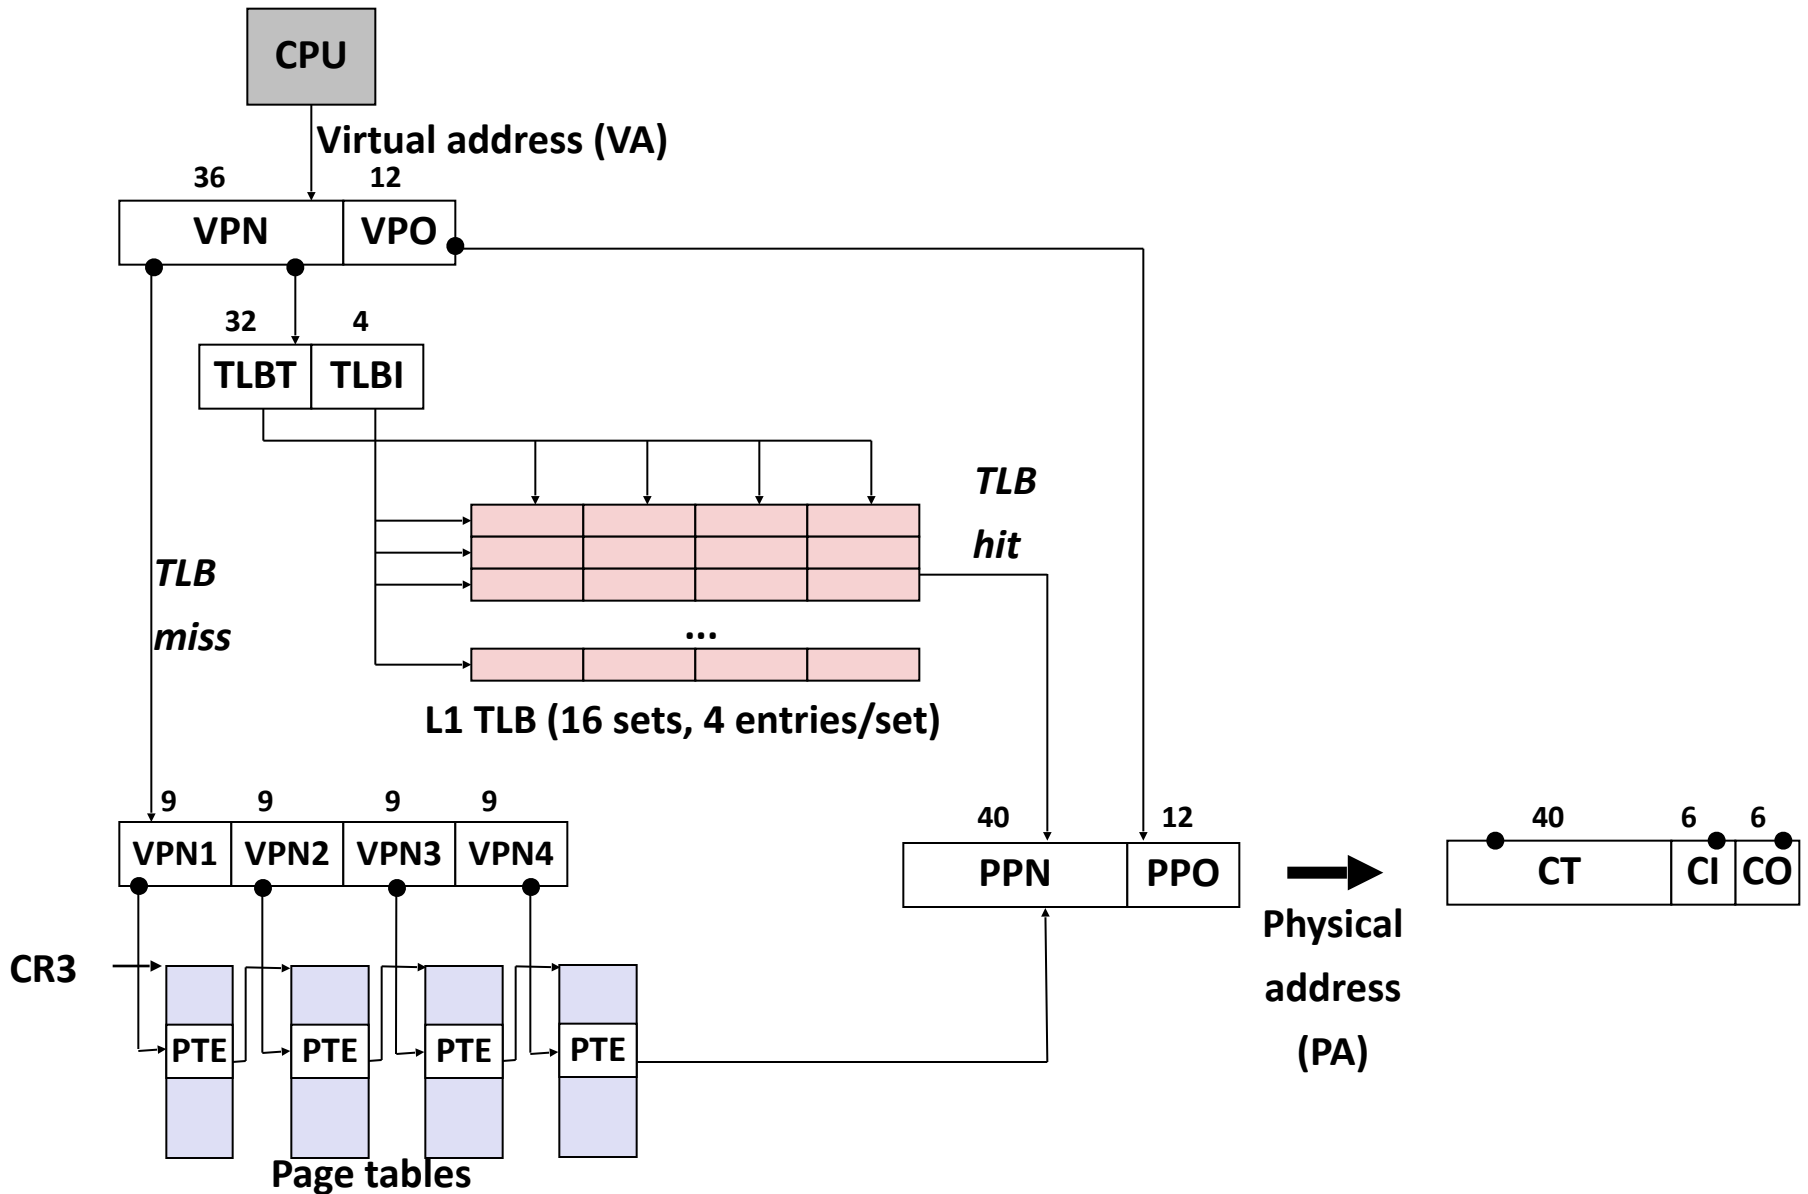 CPU
Virtual address (VA)
36 12
VPN VPO
32 4
TLBT TLBI
TLB
hit
TLB
miss
...
L1 TLB (16 sets, 4 entries/set)
9 9 9 9
VPN1 VPN2 VPN3 VPN4
40 12
PPN PPO
40 6 6
CT CI CO
Physical
address
(PA)
CR3
PTE PTE PTE PTE
Page tables